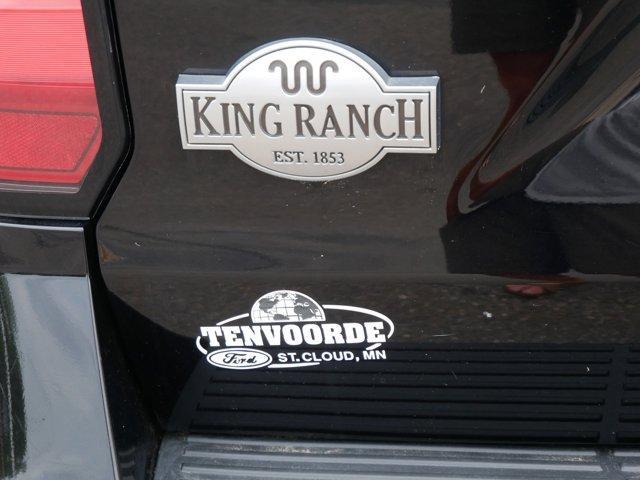 KING RANCH
EST. 1853
TENVOORDE
Ford ST. CLOUD, MN